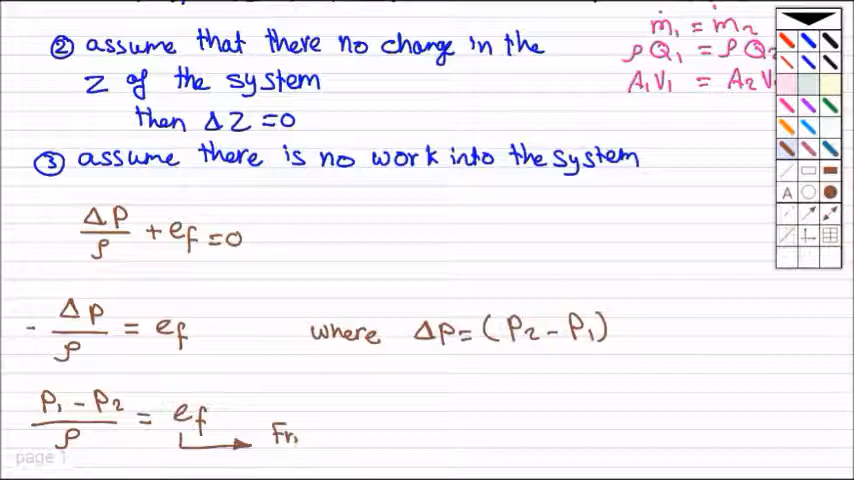 ṁ₁ = ṁ₂
② assume that there no change in the
ρQ₁ = ρQ₂
Z of the system
A₁V₁ = A₂V
then ΔZ = 0
③ assume there is no work into the system
ΔP/ρ + ef = 0
- ΔP/ρ = ef where ΔP = (P₂ - P₁)
P₁ - P₂/ρ = ef
Fri
page 1
A